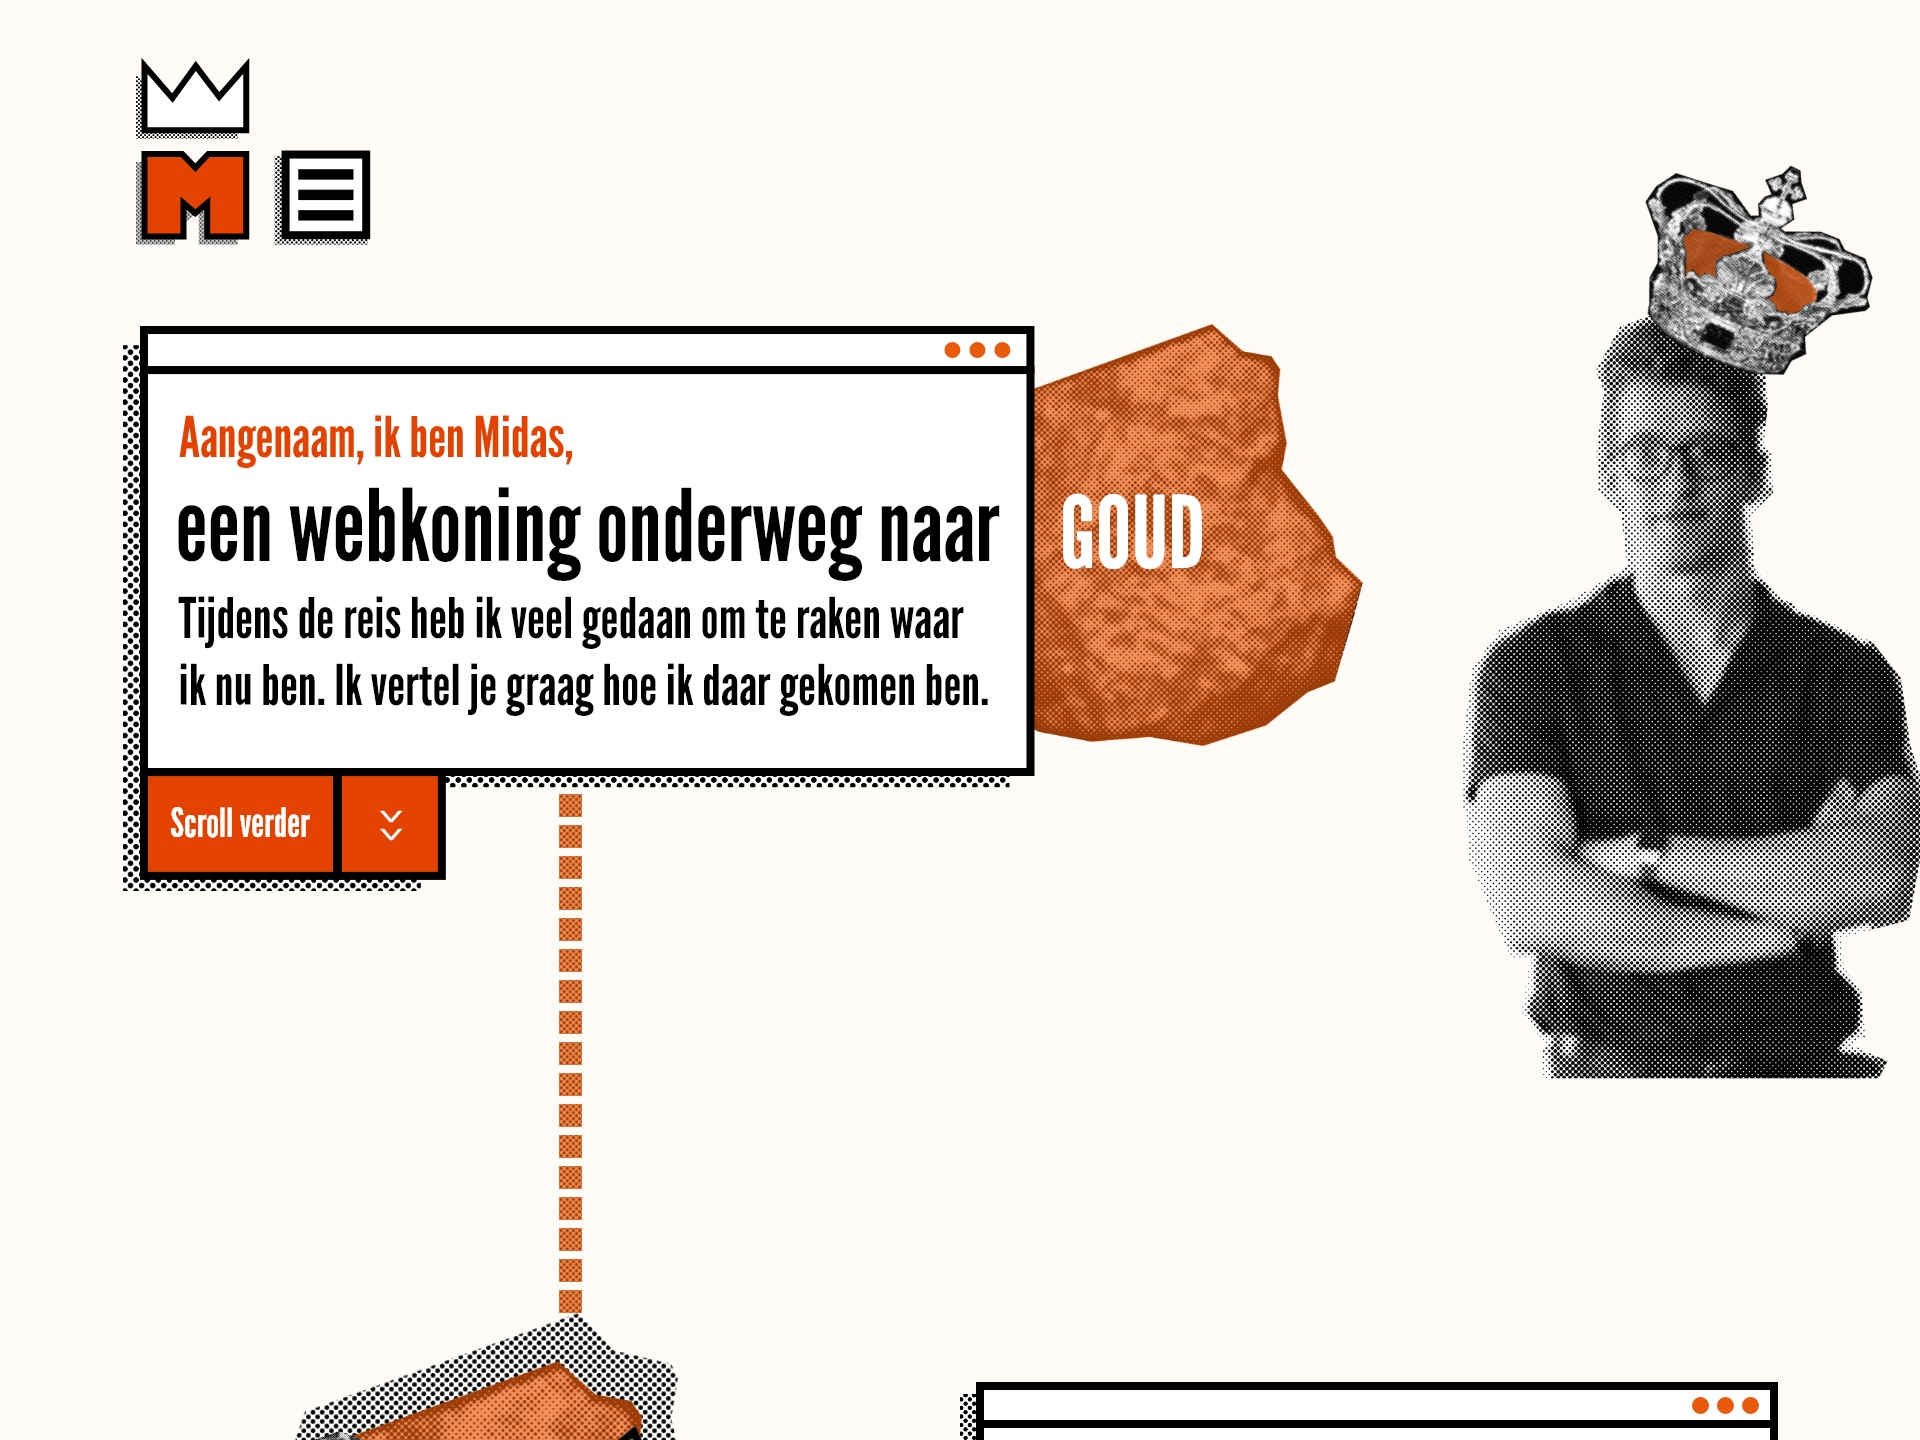 M
Aangenaam, ik ben Midas,
een webkoning onderweg naar GOUD
Tijdens de reis heb ik veel gedaan om te raken waar
ik nu ben. Ik vertel je graag hoe ik daar gekomen ben.
Scroll verder